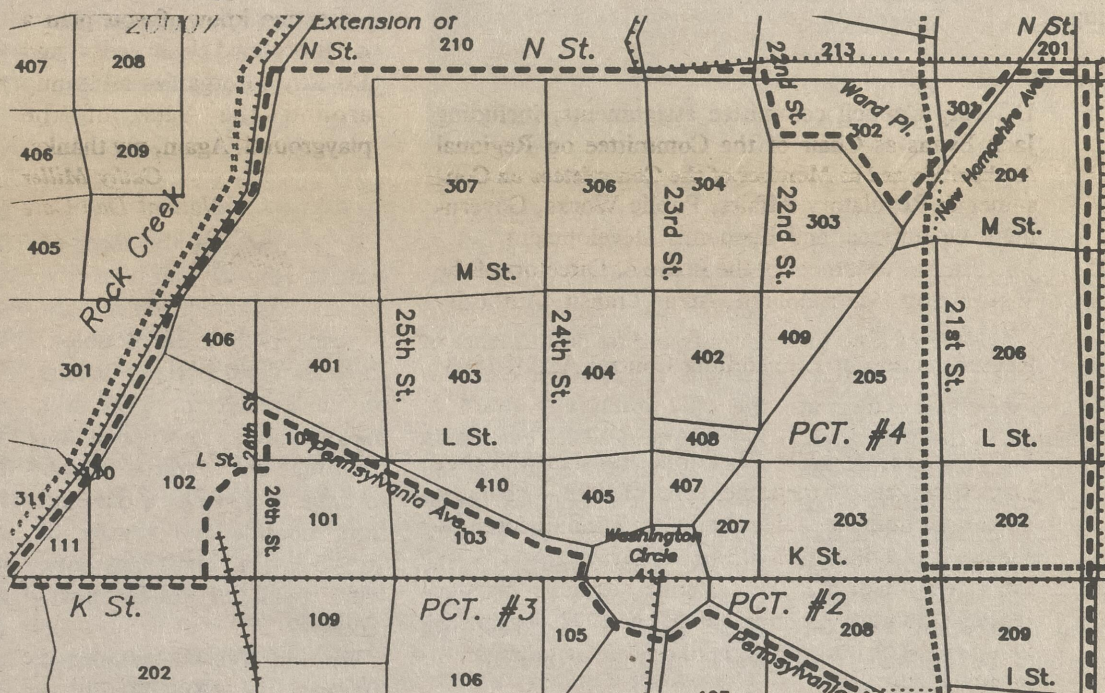 20007
Extension of
N St.
210
N St.
213
N St.
201
407
208
22nd St.
Ward Pl.
302
New Hampshire Ave.
406
209
307
306
304
23rd St.
22nd St.
303
204
M St.
405
Rock Creek
M St.
301
406
401
25th St.
403
24th St.
404
402
409
205
21st St.
206
408
PCT. #4
L St.
L St.
26th St.
Pennsylvania Ave.
L St.
102
410
405
407
311
26th St.
101
103
207
203
202
111
Washington
Circle
411
K St.
K St.
PCT. #3
PCT. #2
109
105
208
209
Pennsylvania
202
106
I St.